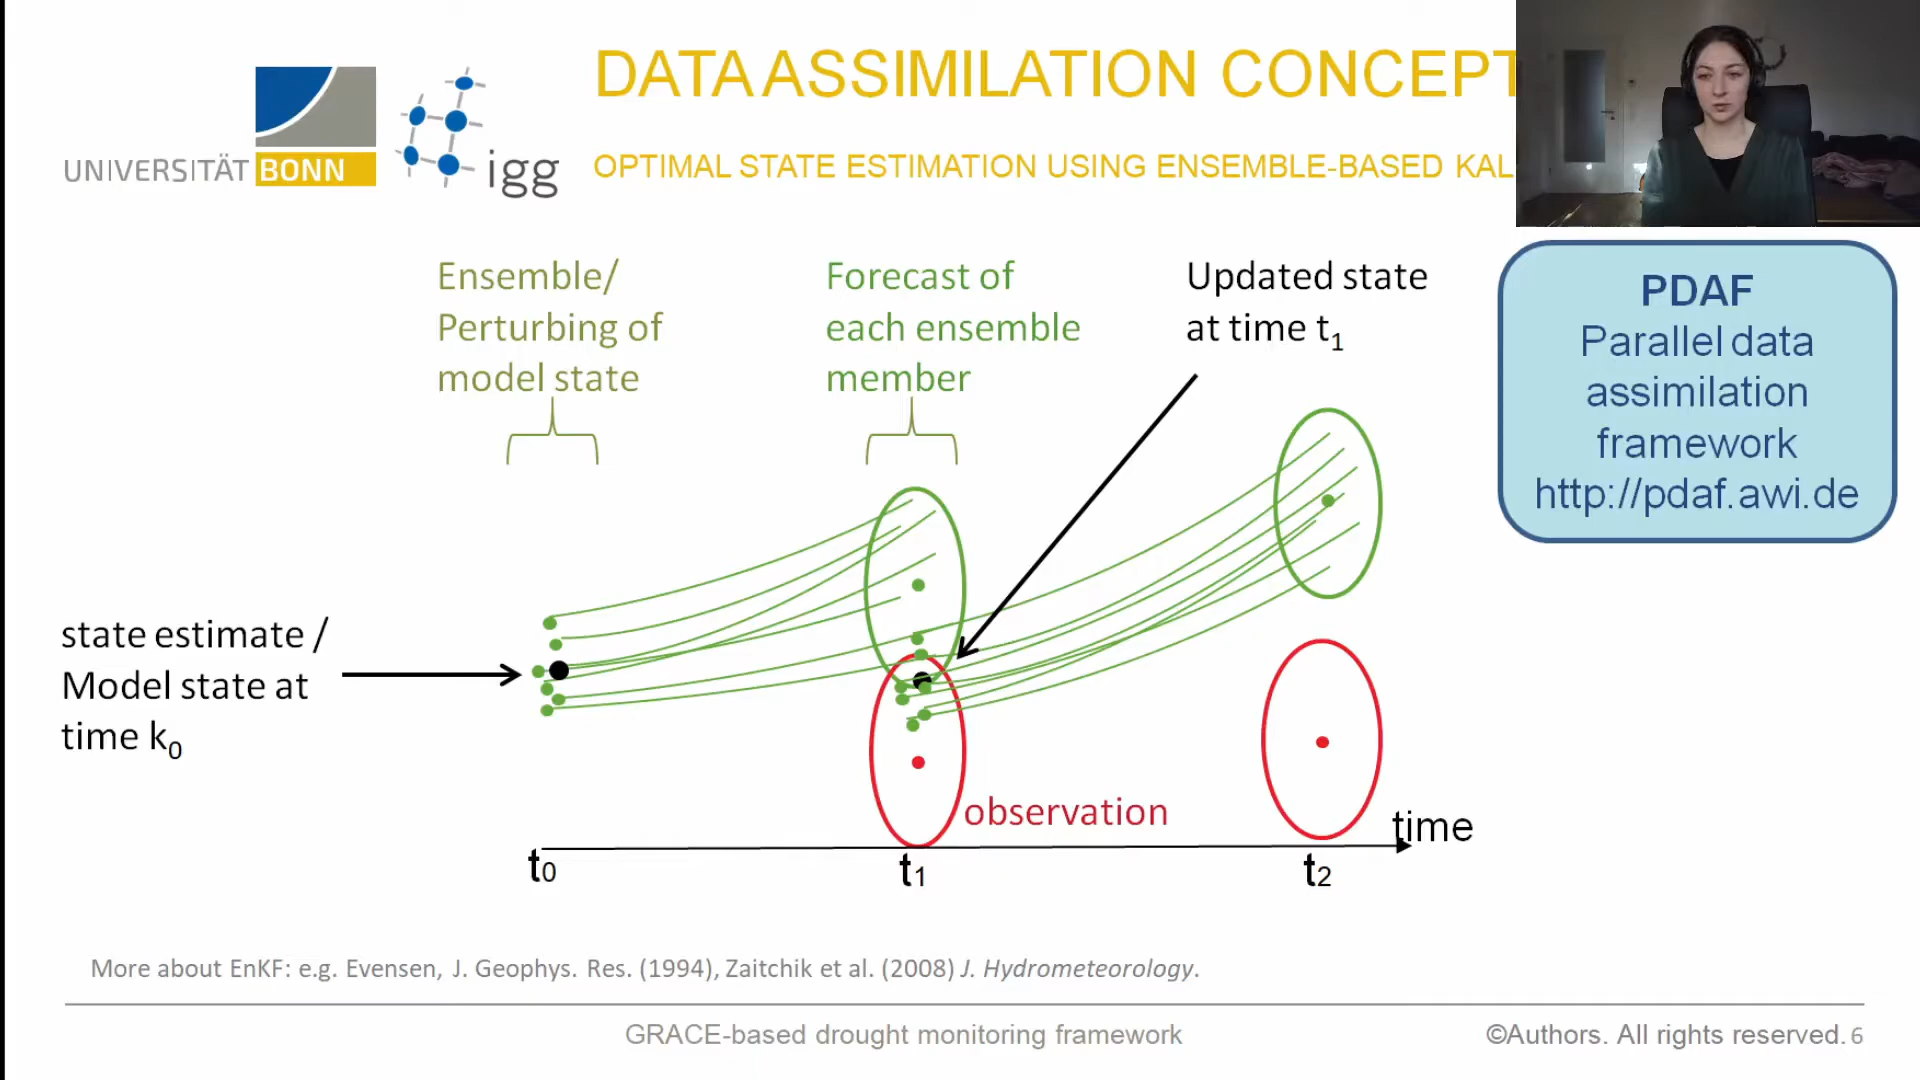 DATA ASSIMILATION CONCEPT
UNIVERSITÄT BONN
igg
OPTIMAL STATE ESTIMATION USING ENSEMBLE-BASED KAL
Ensemble/
Perturbing of
model state
Forecast of
each ensemble
member
Updated state
at time t1
PDAF
Parallel data
assimilation
framework
http://pdaf.awi.de
state estimate /
Model state at
time k0
observation
time
t0
t1
t2
More about EnKF: e.g. Evensen, J. Geophys. Res. (1994), Zaitchik et al. (2008) J. Hydrometeorology.
GRACE-based drought monitoring framework
©Authors. All rights reserved. 6